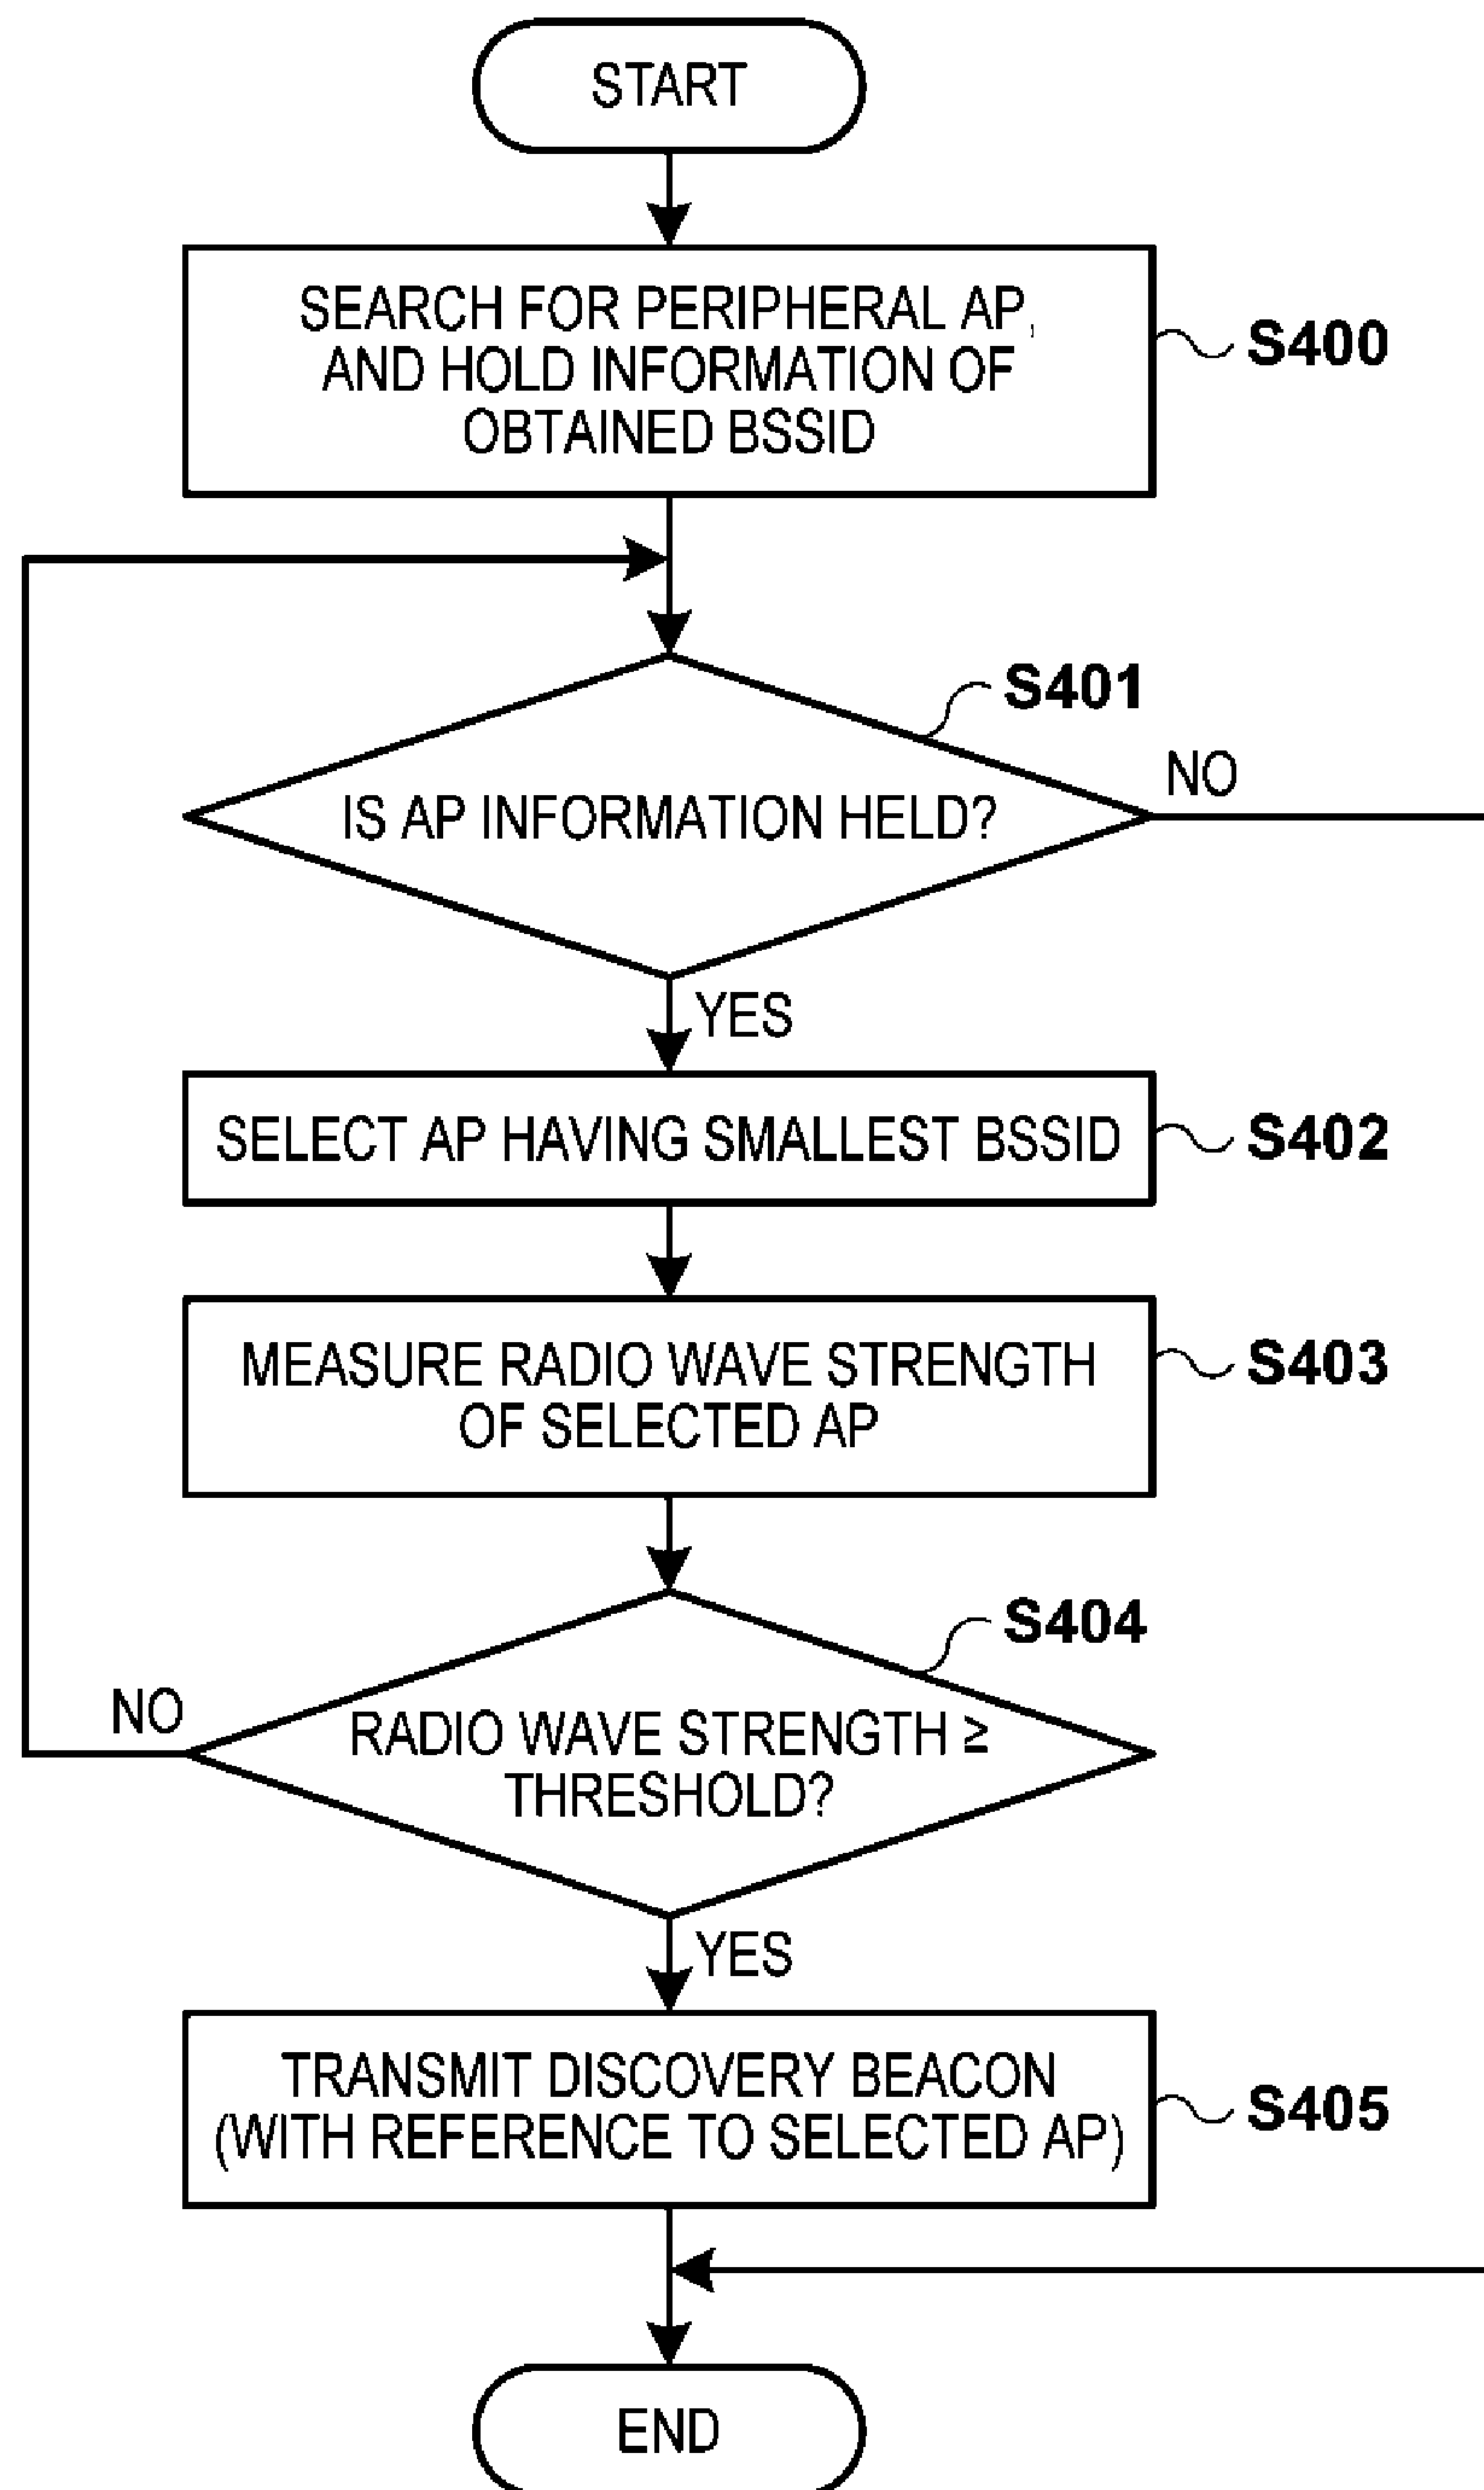 START
SEARCH FOR PERIPHERAL AP,
AND HOLD INFORMATION OF
OBTAINED BSSID
S400
S401
NO
IS AP INFORMATION HELD?
YES
SELECT AP HAVING SMALLEST BSSID
S402
MEASURE RADIO WAVE STRENGTH
OF SELECTED AP
S403
S404
NO
RADIO WAVE STRENGTH ≥
THRESHOLD?
YES
TRANSMIT DISCOVERY BEACON
(WITH REFERENCE TO SELECTED AP)
S405
END